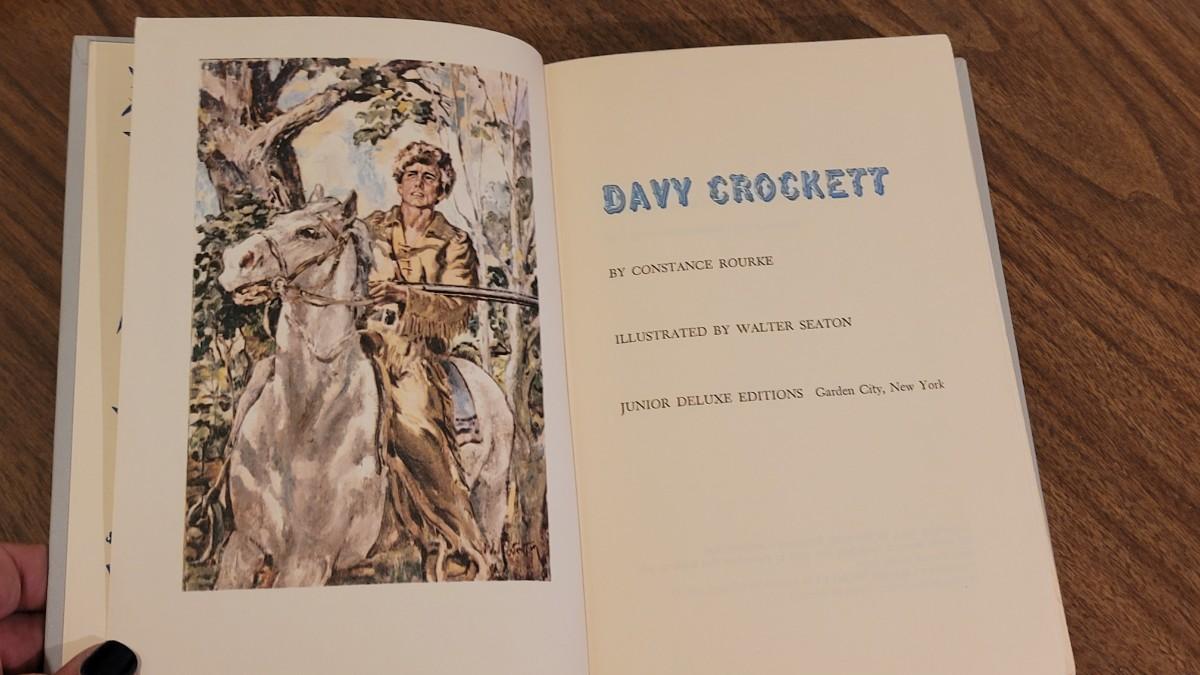 DAVY CROCKETT
BY CONSTANCE ROURKE
ILLUSTRATED BY WALTER SEATON
JUNIOR DELUXE EDITIONS Garden City, New York